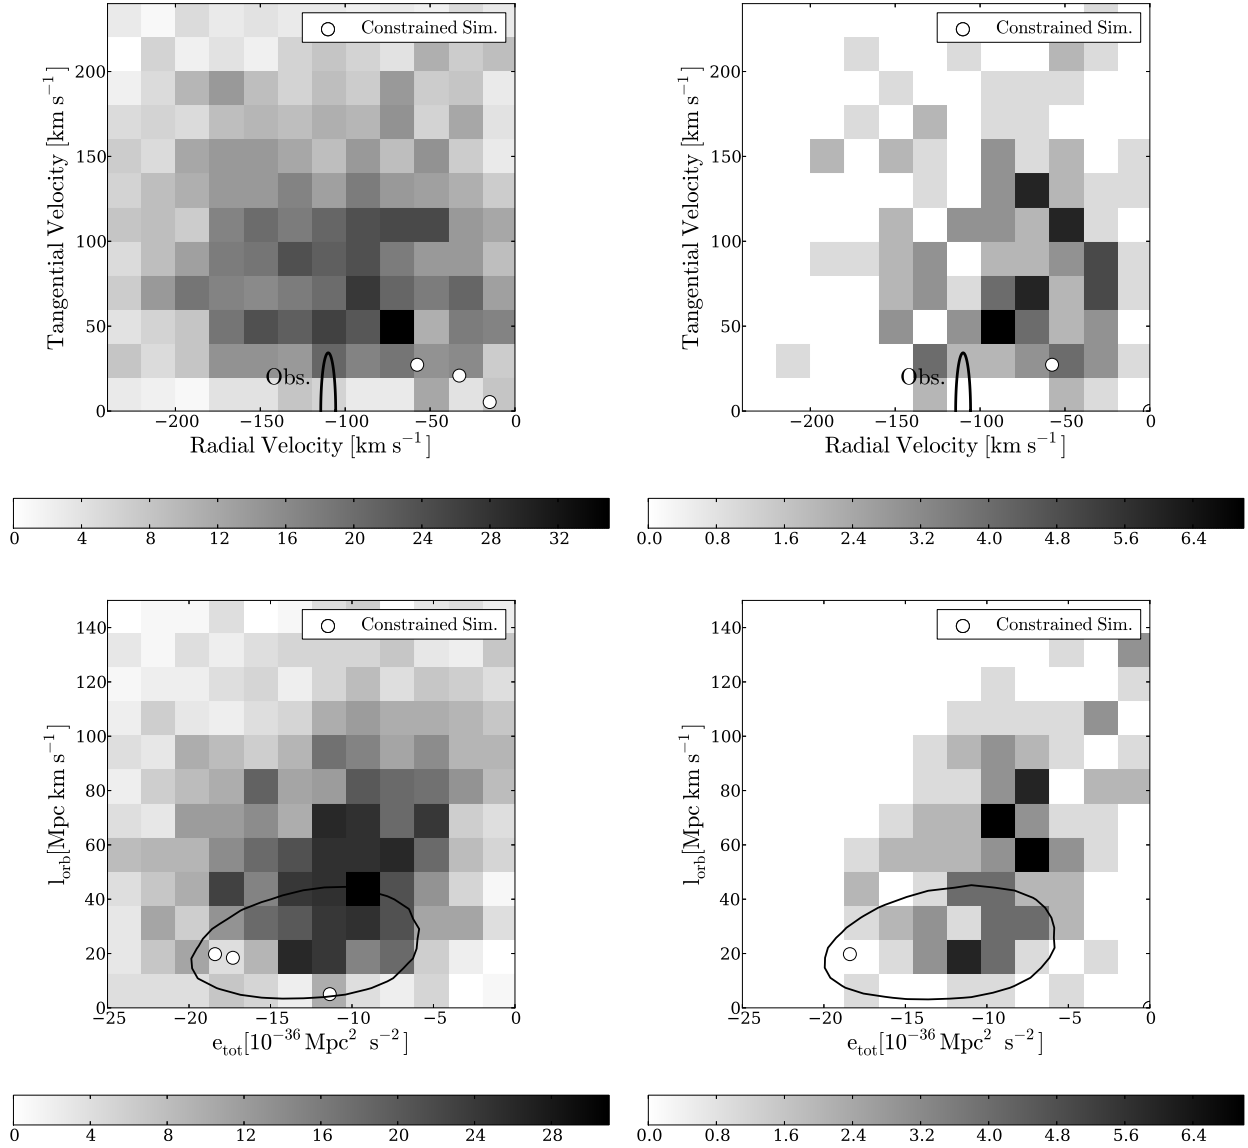 Constrained Sim.
200
150
100
50
0
Tangential Velocity [km s⁻¹]
Obs.
−200 −150 −100 −50 0
Radial Velocity [km s⁻¹]
0 4 8 12 16 20 24 28 32
Constrained Sim.
200
150
100
50
0
Tangential Velocity [km s⁻¹]
Obs.
−200 −150 −100 −50 0
Radial Velocity [km s⁻¹]
0.0 0.8 1.6 2.4 3.2 4.0 4.8 5.6 6.4
Constrained Sim.
140
120
100
80
60
40
20
0
l_orb[Mpc km s⁻¹]
−25 −20 −15 −10 −5 0
e_tot[10⁻³⁶ Mpc² s⁻²]
0 4 8 12 16 20 24 28
Constrained Sim.
140
120
100
80
60
40
20
0
l_orb[Mpc km s⁻¹]
−25 −20 −15 −10 −5 0
e_tot[10⁻³⁶ Mpc² s⁻²]
0.0 0.8 1.6 2.4 3.2 4.0 4.8 5.6 6.4